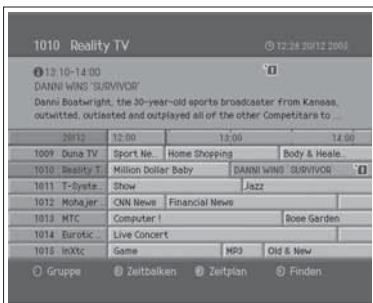 1010 Reality TV 12:28 20/12 2005
13:10-14:00
DANNI WINS 'SURVIVOR'
Danni Boatwright, the 30-year-old sports broadcaster from Kansas,
outwitted, outlasted and outplayed all of the other Competitars to ...
20/12 12:00 13:00 14:00
1009 Duna TV Sport Ne.. Home Shopping Body & Heale..
1010 Reality T.. Million Dollar Baby DANNI WINS 'SURVIVOR'
1011 T-Syste.. Show Jazz
1012 Mohajer.. CNN News Financial News
1013 MTC Computer ! Rose Garden
1014 Eurotic.. Live Concert
1015 InXtc Game MP3 Old & New
Gruppe Zeitbalken Zeitplan Finden